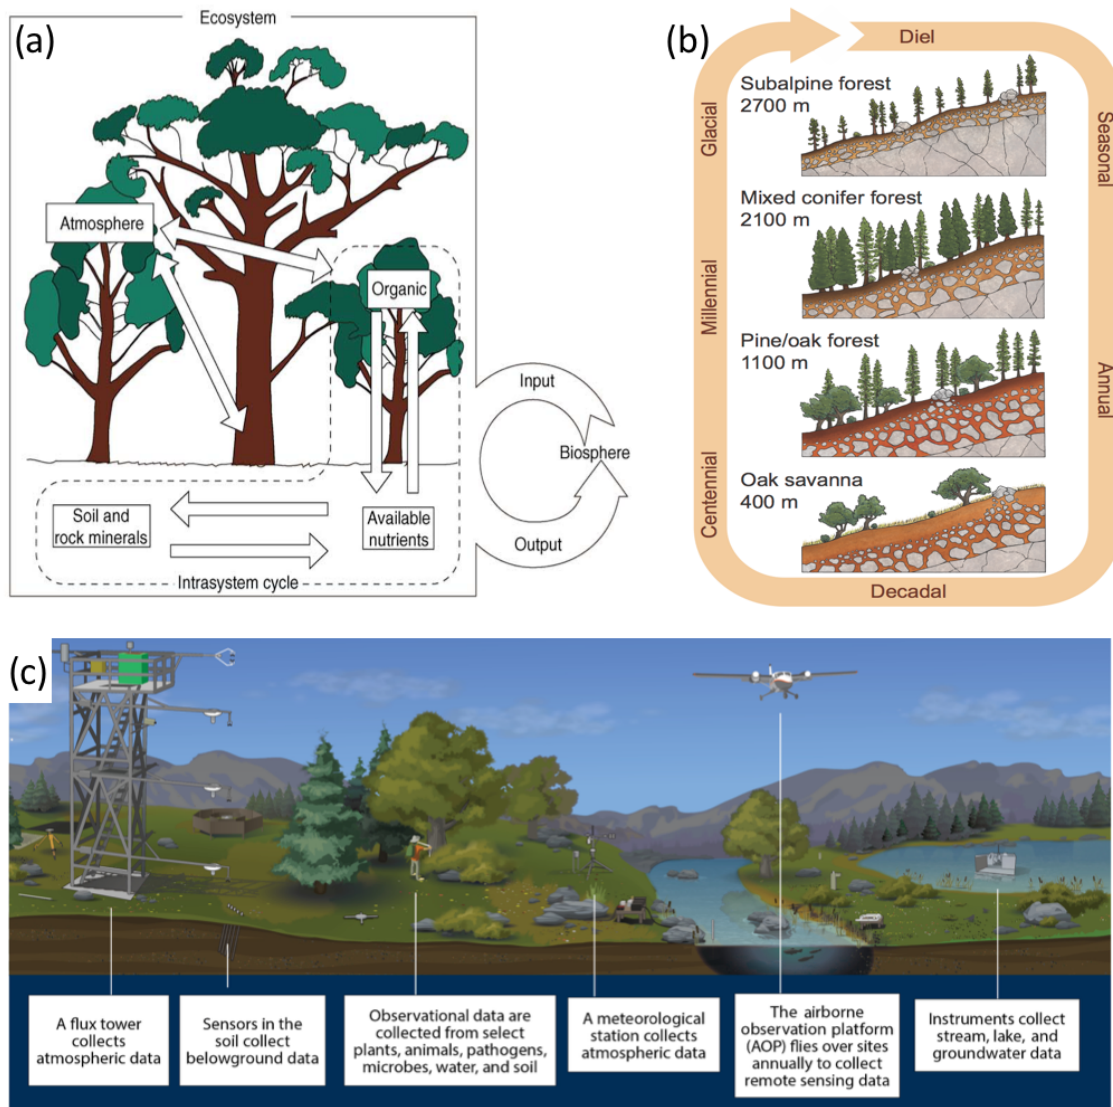 (a)
Ecosystem
Atmosphere
Organic
Input
Biosphere
Output
Soil and
rock minerals
Available
nutrients
Intrasystem cycle
(b)
Diel
Seasonal
Annual
Decadal
Centennial
Millennial
Glacial
Subalpine forest
2700 m
Mixed conifer forest
2100 m
Pine/oak forest
1100 m
Oak savanna
400 m
(c)
A flux tower
collects
atmospheric data
Sensors in the
soil collect
belowground data
Observational data are
collected from select
plants, animals, pathogens,
microbes, water, and soil
A meteorological
station collects
atmospheric data
The airborne
observation platform
(AOP) flies over sites
annually to collect
remote sensing data
Instruments collect
stream, lake, and
groundwater data